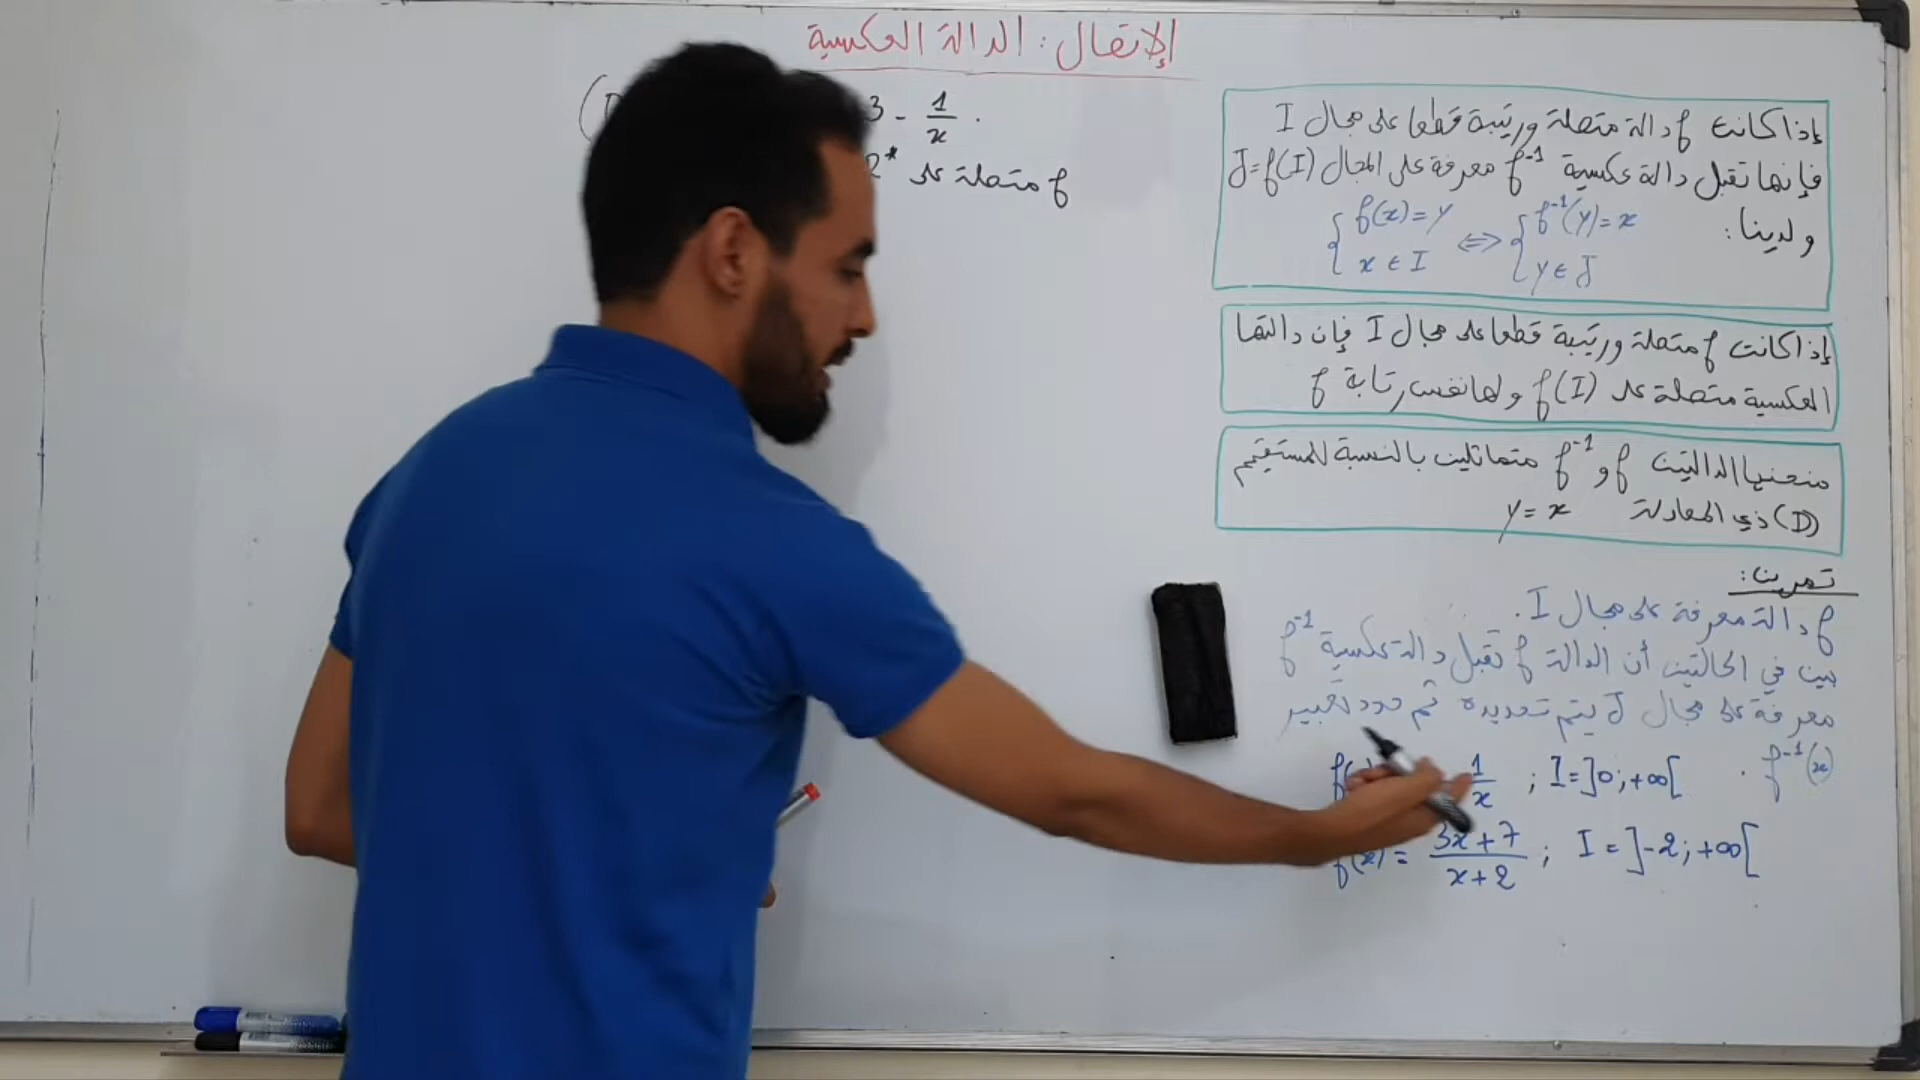 الإتصال : الدالة العكسية
3 - 1/x .
f متصلة على *
إذا كانت f دالة متصلة ورتيبة قطعا على مجال I
فإنها تقبل دالة عكسية f⁻¹ معرفة على المجال J=f(I)
ولدينا :
{ f(x)=y ⇔ { f⁻¹(y)=x
x ∈ I    y ∈ J
إذا كانت f متصلة ورتيبة قطعا على مجال I فإن دالتها
العكسية متصلة على f(I) ولها نفس رتابة f
منحنيا الدالتين f و f⁻¹ متماثلين بالنسبة للمستقيم
(D) ذي المعادلة y = x
تمرين :
f دالة معرفة على مجال I .
بين في الحالتين أن الدالة f تقبل دالة عكسية f⁻¹
معرفة على مجال J يتم تحديده ثم حدد تعبير
f⁻¹(x) .
1/x ; I=]0;+∞[
f(x) = (3x+7)/(x+2) ; I = ]-2;+∞[